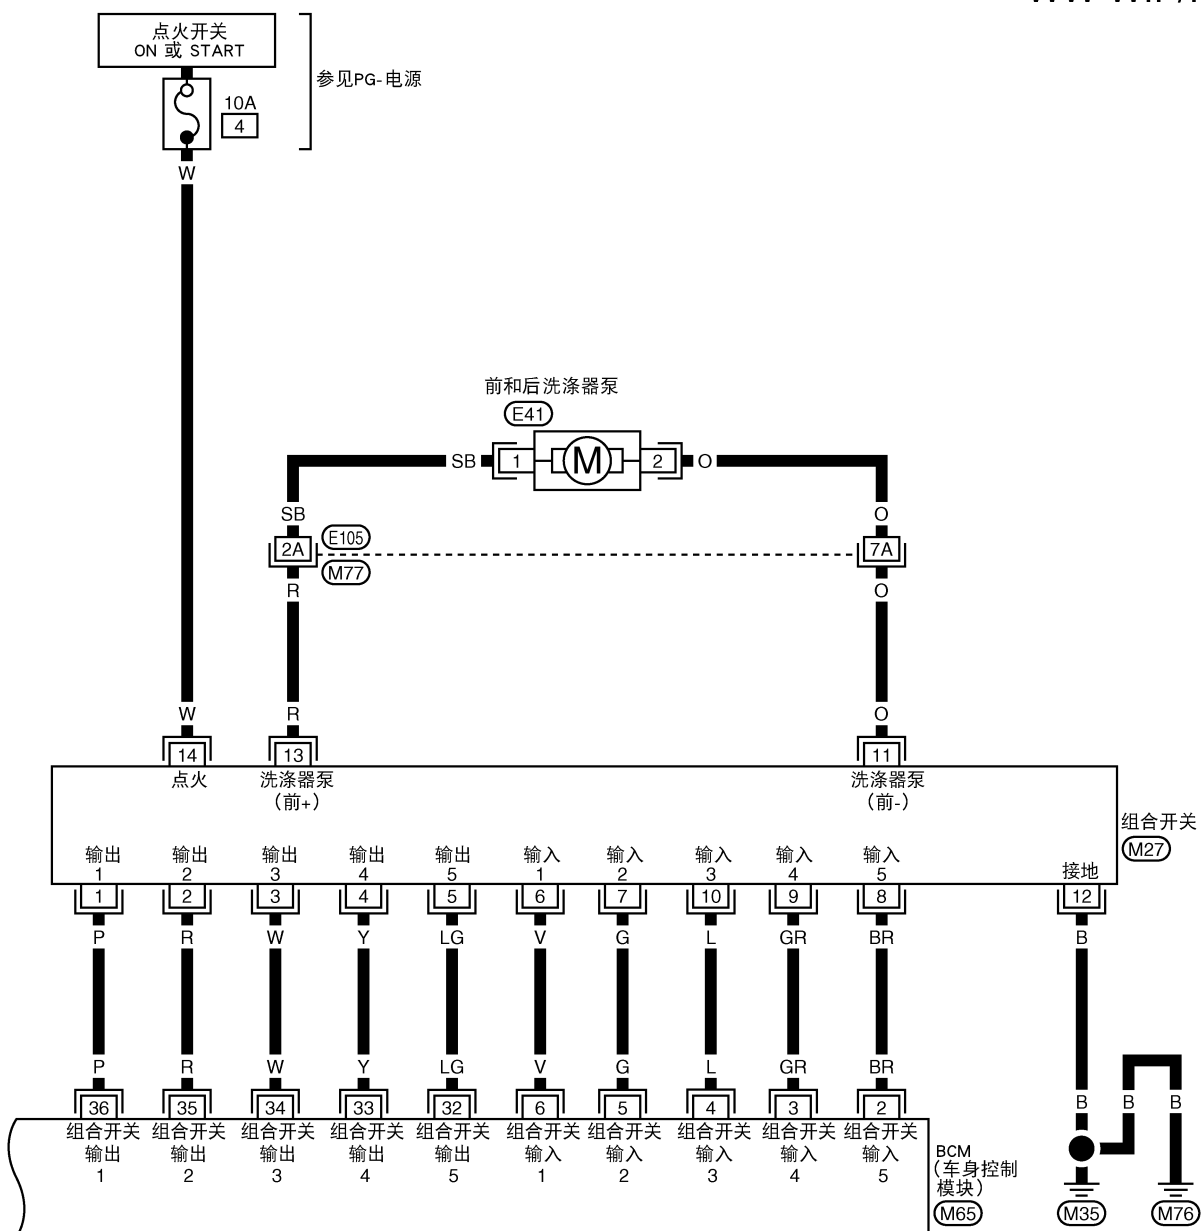 点火开关
ON 或 START
参见PG-电源
10A
4
W
前和后洗涤器泵
E41
SB 1 M 2 O
SB O
E105
2A 7A
M77
R O
W R O
14 13 11
点火 洗涤器泵 洗涤器泵
(前+) (前-)
组合开关
M27
输出 输出 输出 输出 输出 输入 输入 输入 输入 输入
1 2 3 4 5 1 2 3 4 5 接地
1 2 3 4 5 6 7 10 9 8 12
P R W Y LG V G L GR BR B
P R W Y LG V G L GR BR
36 35 34 33 32 6 5 4 3 2 B B B
组合开关 组合开关 组合开关 组合开关 组合开关 组合开关 组合开关 组合开关 组合开关 组合开关
输出 输出 输出 输出 输出 输入 输入 输入 输入 输入
1 2 3 4 5 1 2 3 4 5
BCM
(车身控制
模块)
M65 M35 M76